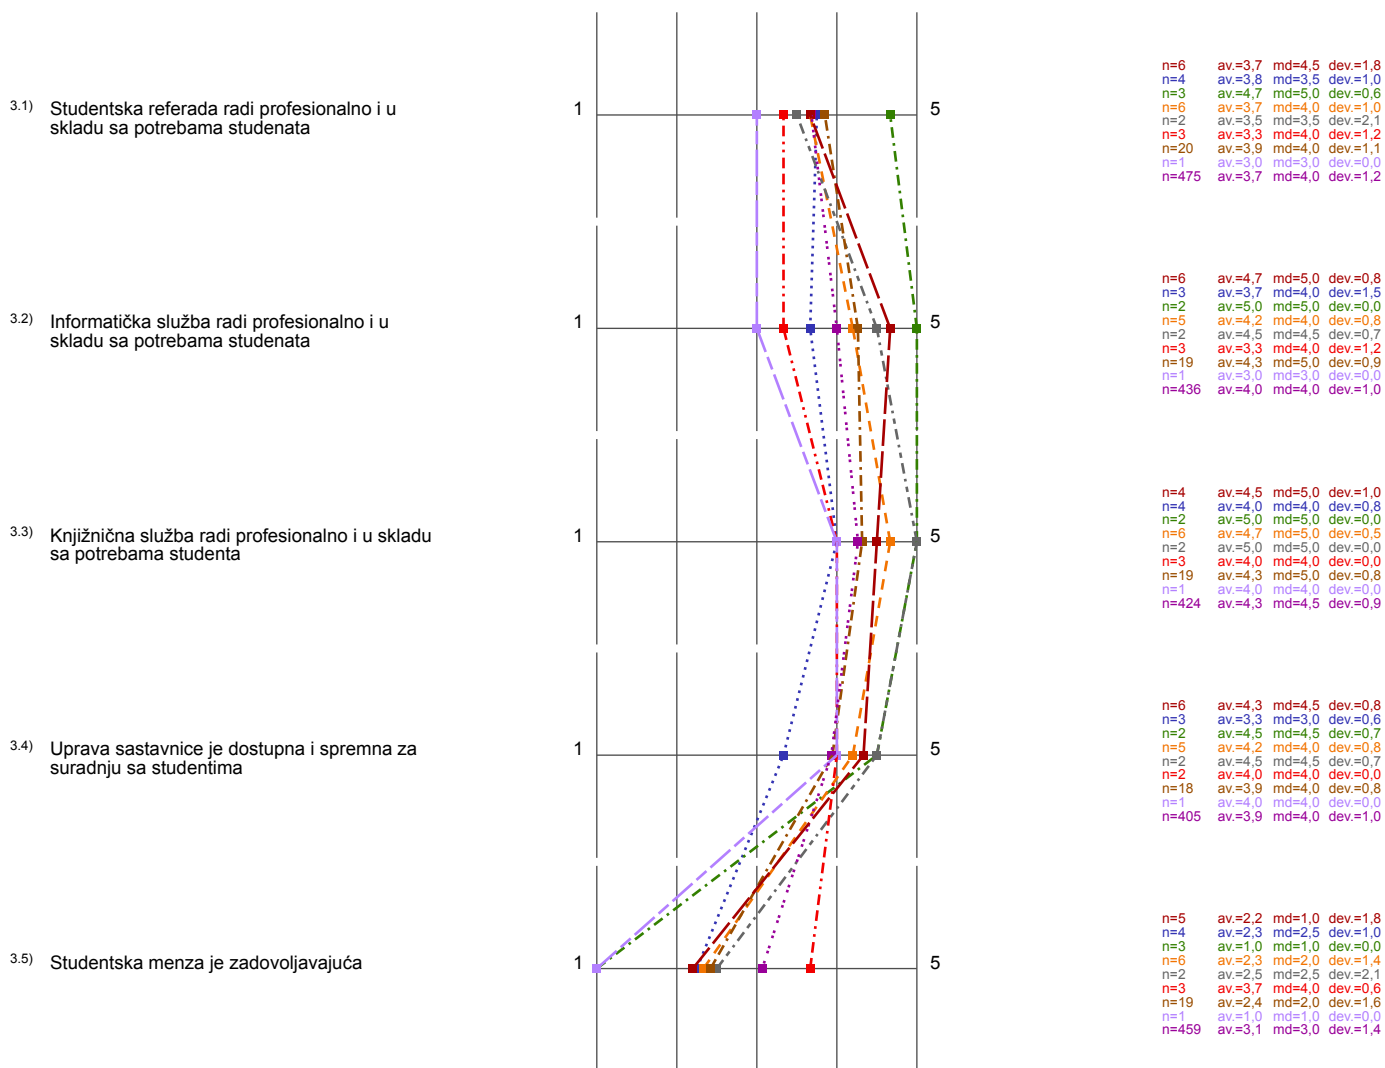 3.1) Studentska referada radi profesionalno i u
skladu sa potrebama studenata
1 5
n=6 av.=3,7 md=4,5 dev.=1,8
n=4 av.=3,8 md=3,5 dev.=1,0
n=3 av.=4,7 md=5,0 dev.=0,6
n=6 av.=3,7 md=4,0 dev.=1,0
n=2 av.=3,5 md=3,5 dev.=2,1
n=3 av.=3,3 md=4,0 dev.=1,2
n=20 av.=3,9 md=4,0 dev.=1,1
n=1 av.=3,0 md=3,0 dev.=0,0
n=475 av.=3,7 md=4,0 dev.=1,2
3.2) Informatička služba radi profesionalno i u
skladu sa potrebama studenata
1 5
n=6 av.=4,7 md=5,0 dev.=0,8
n=3 av.=3,7 md=4,0 dev.=1,5
n=2 av.=5,0 md=5,0 dev.=0,0
n=5 av.=4,2 md=4,0 dev.=0,8
n=2 av.=4,5 md=4,5 dev.=0,7
n=3 av.=3,3 md=4,0 dev.=1,2
n=19 av.=4,3 md=5,0 dev.=0,9
n=1 av.=3,0 md=3,0 dev.=0,0
n=436 av.=4,0 md=4,0 dev.=1,0
3.3) Knjižnična služba radi profesionalno i u skladu
sa potrebama studenta
1 5
n=4 av.=4,5 md=5,0 dev.=1,0
n=4 av.=4,0 md=4,0 dev.=0,8
n=2 av.=5,0 md=5,0 dev.=0,0
n=6 av.=4,7 md=5,0 dev.=0,5
n=2 av.=5,0 md=5,0 dev.=0,0
n=3 av.=4,0 md=4,0 dev.=0,0
n=19 av.=4,3 md=5,0 dev.=0,8
n=1 av.=4,0 md=4,0 dev.=0,0
n=424 av.=4,3 md=4,5 dev.=0,9
3.4) Uprava sastavnice je dostupna i spremna za
suradnju sa studentima
1 5
n=6 av.=4,3 md=4,5 dev.=0,8
n=3 av.=3,3 md=3,0 dev.=0,6
n=2 av.=4,5 md=4,5 dev.=0,7
n=5 av.=4,2 md=4,0 dev.=0,8
n=2 av.=4,5 md=4,5 dev.=0,7
n=2 av.=4,0 md=4,0 dev.=0,0
n=18 av.=3,9 md=4,0 dev.=0,8
n=1 av.=4,0 md=4,0 dev.=0,0
n=405 av.=3,9 md=4,0 dev.=1,0
3.5) Studentska menza je zadovoljavajuća
1 5
n=5 av.=2,2 md=1,0 dev.=1,8
n=4 av.=2,3 md=2,5 dev.=1,0
n=3 av.=1,0 md=1,0 dev.=0,0
n=6 av.=2,3 md=2,0 dev.=1,4
n=2 av.=2,5 md=2,5 dev.=2,1
n=3 av.=3,7 md=4,0 dev.=0,6
n=19 av.=2,4 md=2,0 dev.=1,6
n=1 av.=1,0 md=1,0 dev.=0,0
n=459 av.=3,1 md=3,0 dev.=1,4